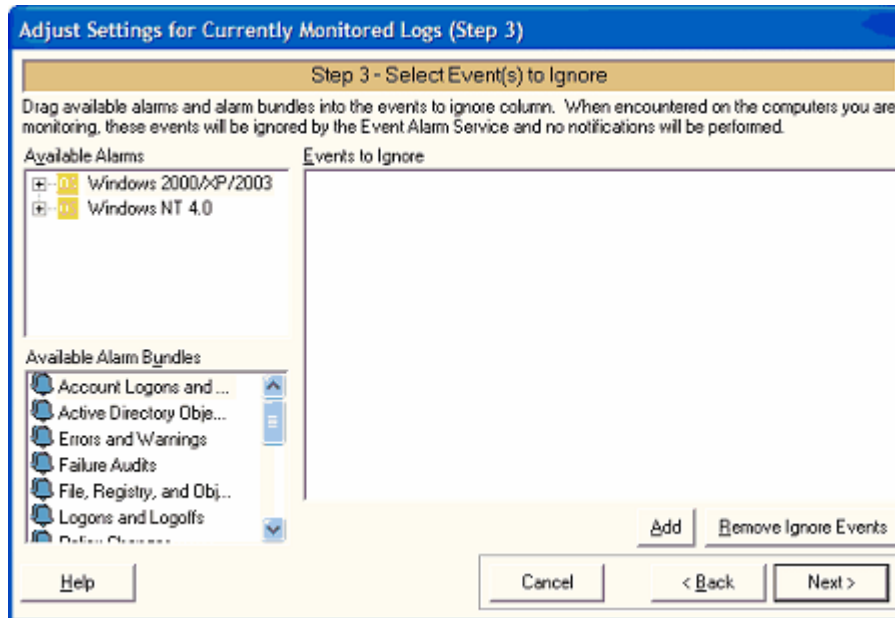 Adjust Settings for Currently Monitored Logs (Step 3)
Step 3 - Select Event(s) to Ignore
Drag available alarms and alarm bundles into the events to ignore column. When encountered on the computers you are
monitoring, these events will be ignored by the Event Alarm Service and no notifications will be performed.
Available Alarms
Events to Ignore
Windows 2000/XP/2003
Windows NT 4.0
Available Alarm Bundles
Account Logons and ...
Active Directory Obje...
Errors and Warnings
Failure Audits
File, Registry, and Obj...
Logons and Logoffs
Policy Changes
Add
Remove Ignore Events
Help
Cancel
< Back
Next >